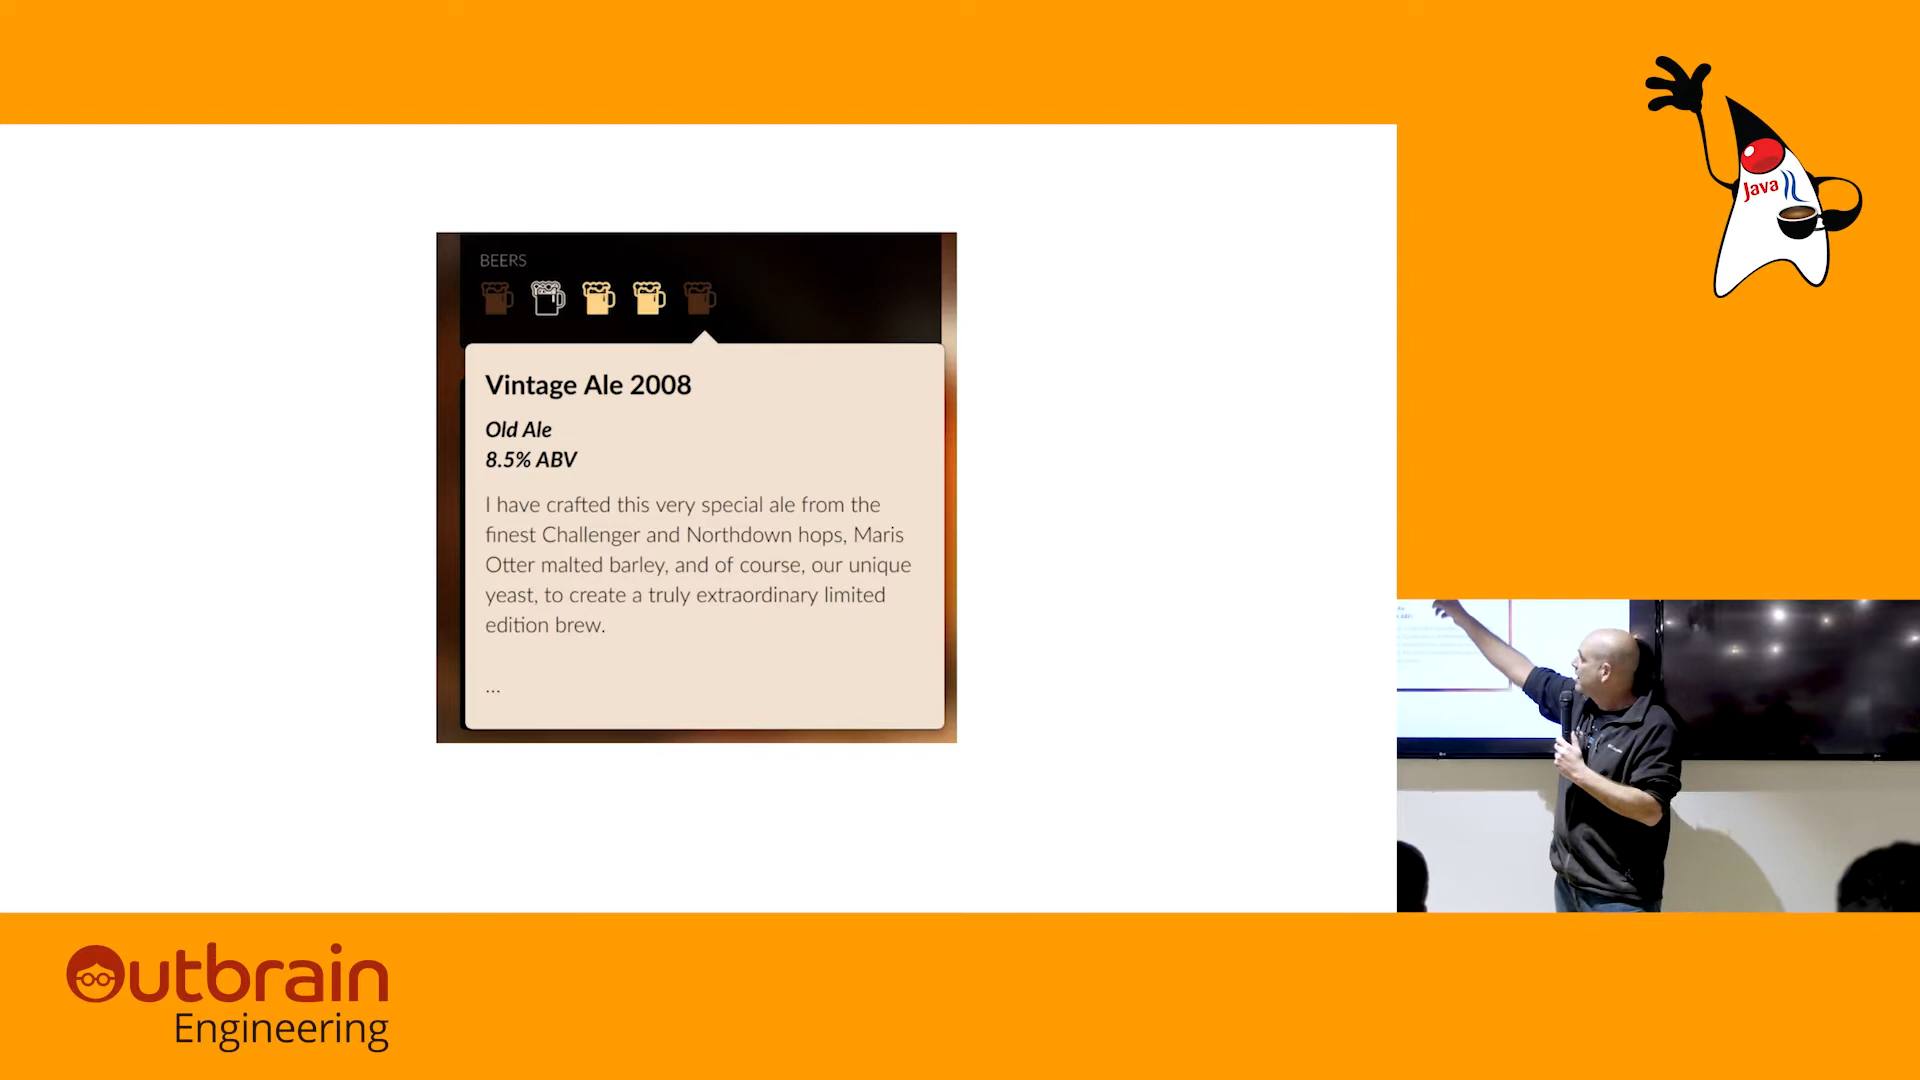 BEERS
Vintage Ale 2008
Old Ale
8.5% ABV
I have crafted this very special ale from the
finest Challenger and Northdown hops, Maris
Otter malted barley, and of course, our unique
yeast, to create a truly extraordinary limited
edition brew.
...
Java
Outbrain
Engineering